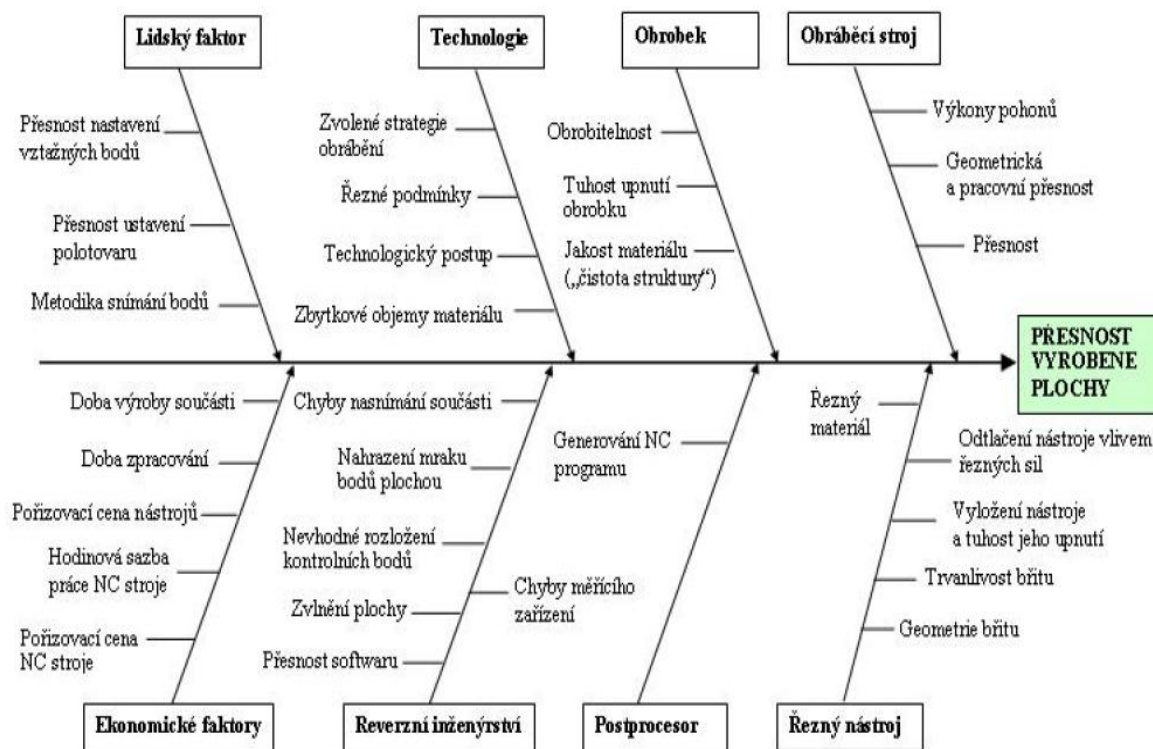 Lidský faktor
Technologie
Obrobek
Obráběcí stroj
Přesnost nastavení
vztažných bodů
Přesnost ustavení
polotovaru
Metodika snímání bodů
Zvolené strategie
obrábění
Řezné podmínky
Technologický postup
Zbytkové objemy materiálu
Obrobitelnost
Tuhost upnutí
obrobku
Jakost materiálu
(„čistota struktury“)
Výkony pohonů
Geometrická
a pracovní přesnost
Přesnost
PŘESNOST
VYROBENE
PLOCHY
Doba výroby součásti
Doba zpracování
Pořizovací cena nástrojů
Hodinová sazba
práce NC stroje
Pořizovací cena
NC stroje
Chyby nasnímání součásti
Nahrazení mraku
bodů plochou
Nevhodné rozložení
kontrolních bodů
Zvlnění plochy
Přesnost softwaru
Chyby měřícího
zařízení
Generování NC
programu
Řezný
materiál
Odtlačení nástroje vlivem
řezných sil
Vyložení nástroje
a tuhost jeho upnutí
Trvanlivost břitu
Geometrie břitu
Ekonomické faktory
Reverzní inženýrství
Postprocesor
Řezný nástroj